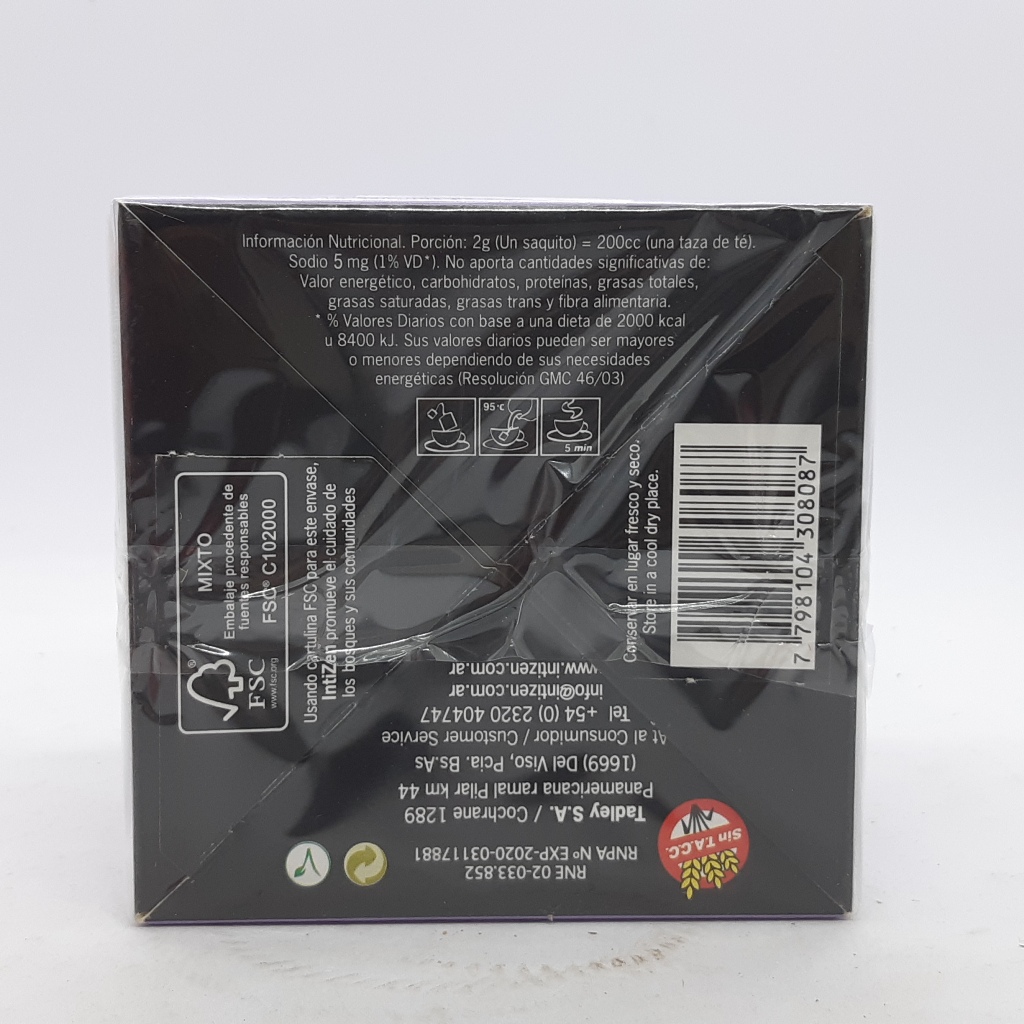 Información Nutricional. Porción: 2g (Un saquito) = 200cc (una taza de té).
Sodio 5 mg (1% VD*). No aporta cantidades significativas de:
Valor energético, carbohidratos, proteínas, grasas totales,
grasas saturadas, grasas trans y fibra alimentaria.
* % Valores Diarios con base a una dieta de 2000 kcal
u 8400 kJ. Sus valores diarios pueden ser mayores
o menores dependiendo de sus necesidades
energéticas (Resolución GMC 46/03)
95°C
5 min
MIXTO
Embalaje procedente de
fuentes responsables
FSC® C102000
®
FSC
www.fsc.org
Usando cartulina FSC para este envase,
IntiZen promueve el cuidado de
los bosques y sus comunidades
Conservar en lugar fresco y seco.
Store in a cool dry place.
7 798104 308087
RNE 02-033.852
RNPA Nº EXP-2020-03117881
Tadley S.A. / Cochrane 1289
Panamericana ramal Pilar km 44
(1669) Del Viso, Pcia. Bs.As
At al Consumidor / Customer Service
Tel +54 (0) 2320 404747
info@intizen.com.ar
www.intizen.com.ar
Sin T.A.C.C.